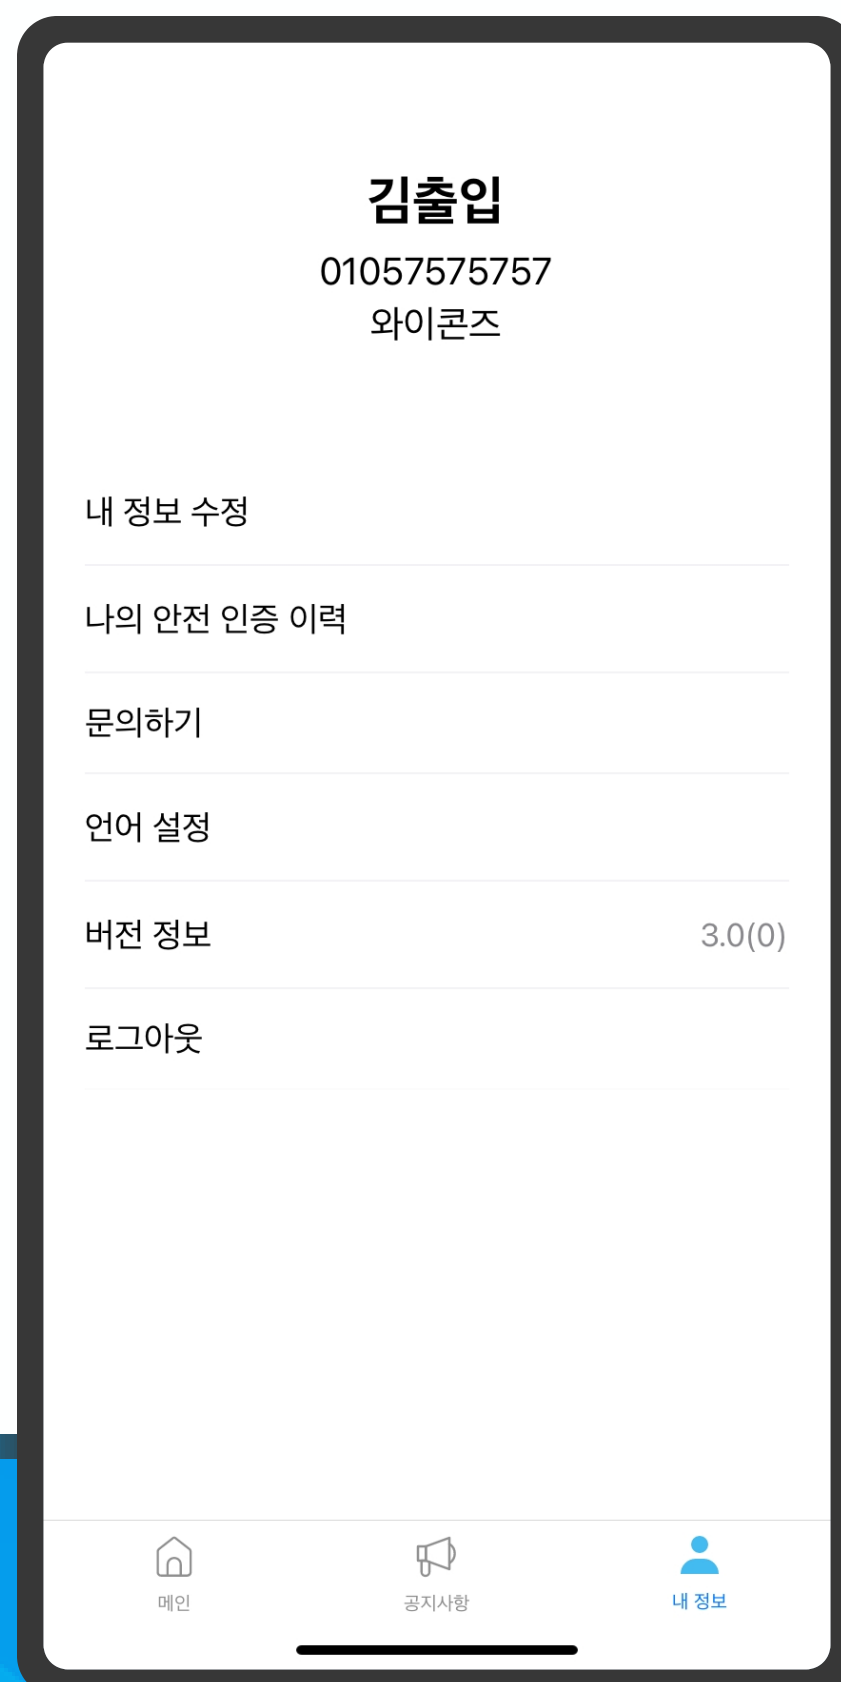 김출입
01057575757
와이콘즈
내 정보 수정
나의 안전 인증 이력
문의하기
언어 설정
버전 정보 3.0(0)
로그아웃
메인 공지사항 내 정보